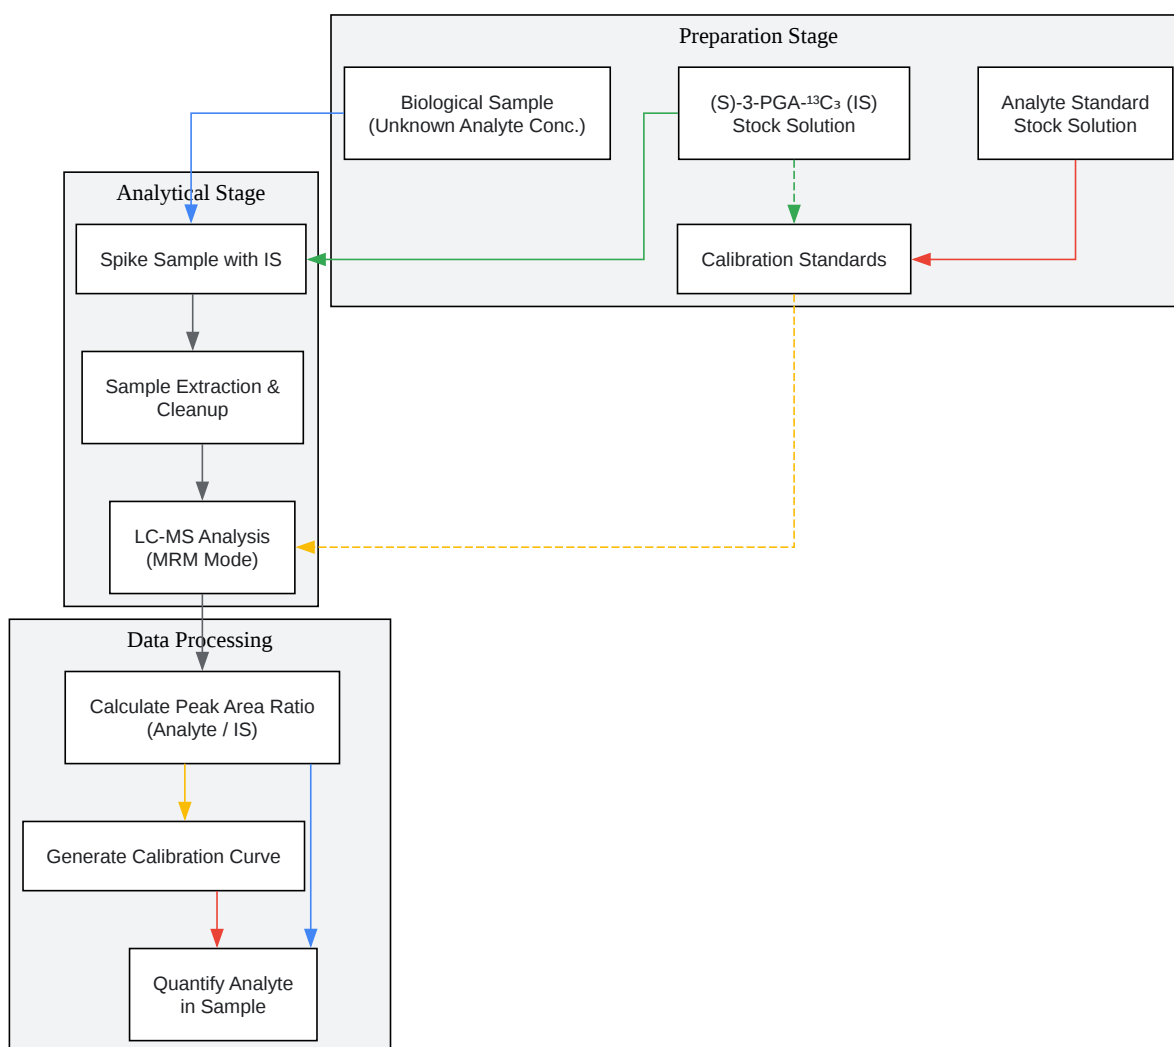 Preparation Stage
Biological Sample
(Unknown Analyte Conc.)
(S)-3-PGA-¹³C₃ (IS)
Stock Solution
Analyte Standard
Stock Solution
Calibration Standards
Analytical Stage
Spike Sample with IS
Sample Extraction &
Cleanup
LC-MS Analysis
(MRM Mode)
Data Processing
Calculate Peak Area Ratio
(Analyte / IS)
Generate Calibration Curve
Quantify Analyte
in Sample